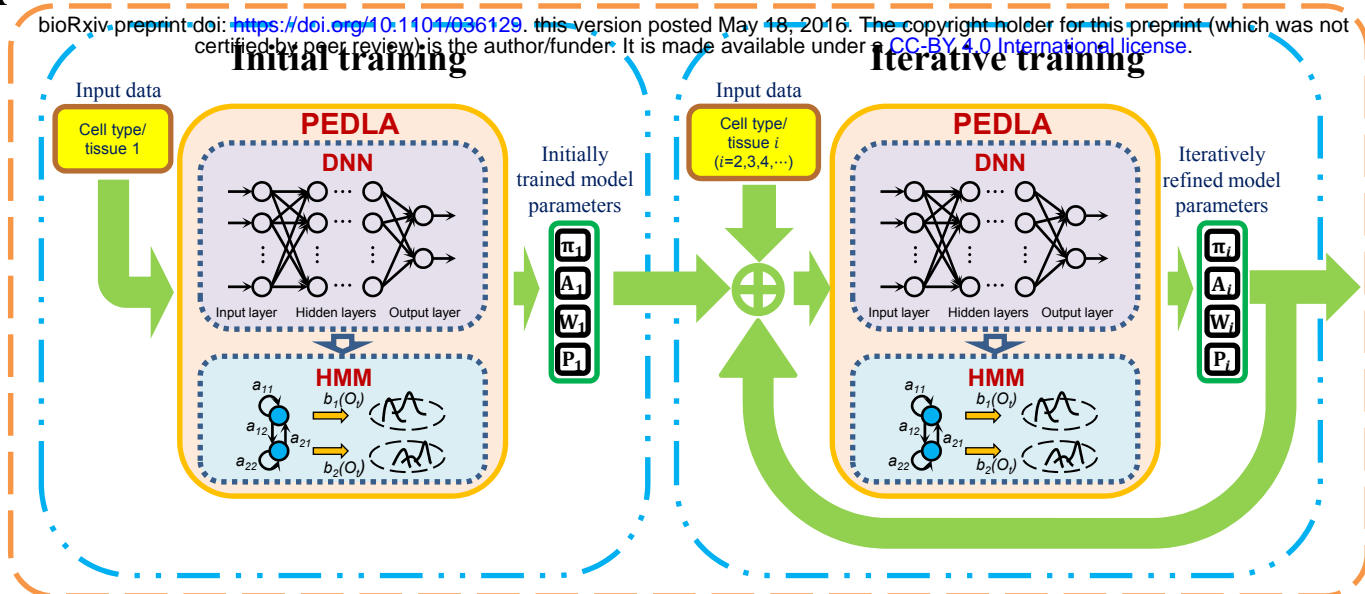 bioRxiv preprint doi: https://doi.org/10.1101/036129. this version posted May 18, 2016. The copyright holder for this preprint (which was not
certified by peer review) is the author/funder. It is made available under a CC-BY 4.0 International license.
Initial training
Input data
Cell type/
tissue 1
PEDLA
DNN
Input layer Hidden layers Output layer
HMM
a11
a12
a21
a22
b1(Ot)
b2(Ot)
Initially
trained model
parameters
π1
A1
W1
P1
Iterative training
Input data
Cell type/
tissue i
(i=2,3,4,···)
PEDLA
DNN
Input layer Hidden layers Output layer
HMM
a11
a12
a21
a22
b1(Ot)
b2(Ot)
Iteratively
refined model
parameters
πi
Ai
Wi
Pi